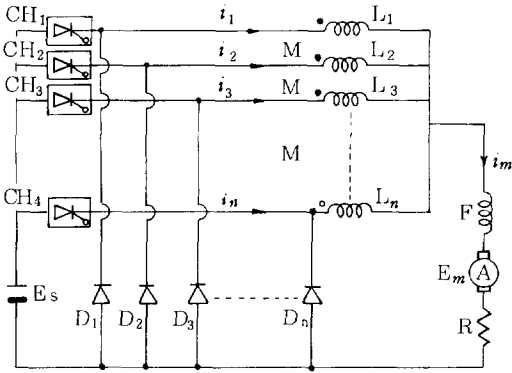 CH1 i1 L1
CH2 i2 M L2
CH3 i3 M L3
M
im
CH4 in Ln
F
Es Em A
D1 D2 D3 Dn R